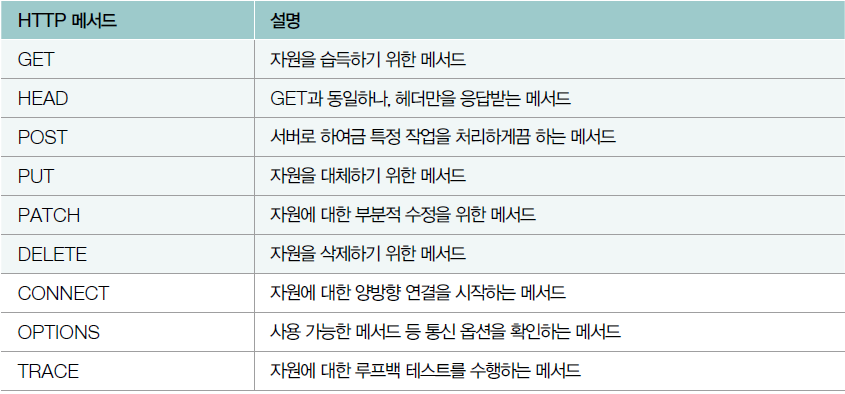 HTTP 메서드 설명
GET 자원을 습득하기 위한 메서드
HEAD GET과 동일하나, 헤더만을 응답받는 메서드
POST 서버로 하여금 특정 작업을 처리하게끔 하는 메서드
PUT 자원을 대체하기 위한 메서드
PATCH 자원에 대한 부분적 수정을 위한 메서드
DELETE 자원을 삭제하기 위한 메서드
CONNECT 자원에 대한 양방향 연결을 시작하는 메서드
OPTIONS 사용 가능한 메서드 등 통신 옵션을 확인하는 메서드
TRACE 자원에 대한 루프백 테스트를 수행하는 메서드